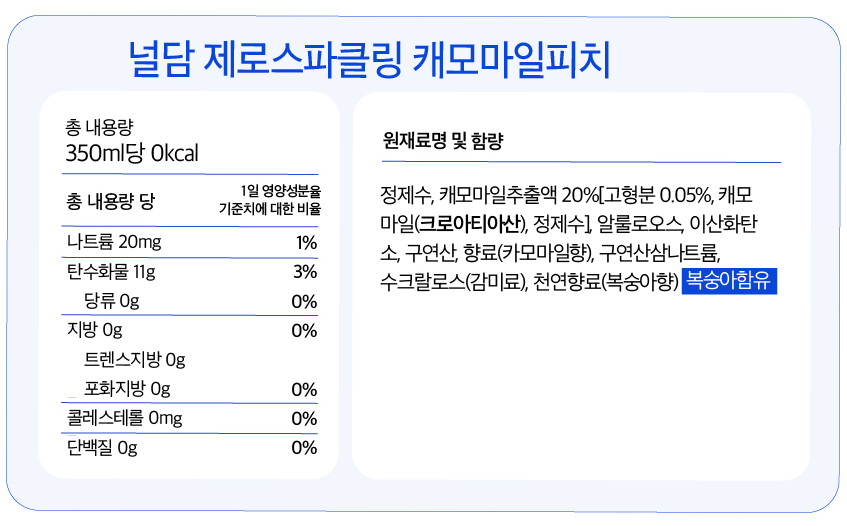 널담 제로스파클링 캐모마일피치
총 내용량
350ml당 0kcal
총 내용량 당
1일 영양성분율
기준치에 대한 비율
나트륨 20mg 1%
탄수화물 11g 3%
당류 0g 0%
지방 0g 0%
트렌스지방 0g
포화지방 0g 0%
콜레스테롤 0mg 0%
단백질 0g 0%
원재료명 및 함량
정제수, 캐모마일추출액 20%[고형분 0.05%, 캐모
마일(크로아티아산), 정제수], 알룰로오스, 이산화탄
소, 구연산, 향료(카모마일향), 구연산삼나트륨,
수크랄로스(감미료), 천연향료(복숭아향) 복숭아함유